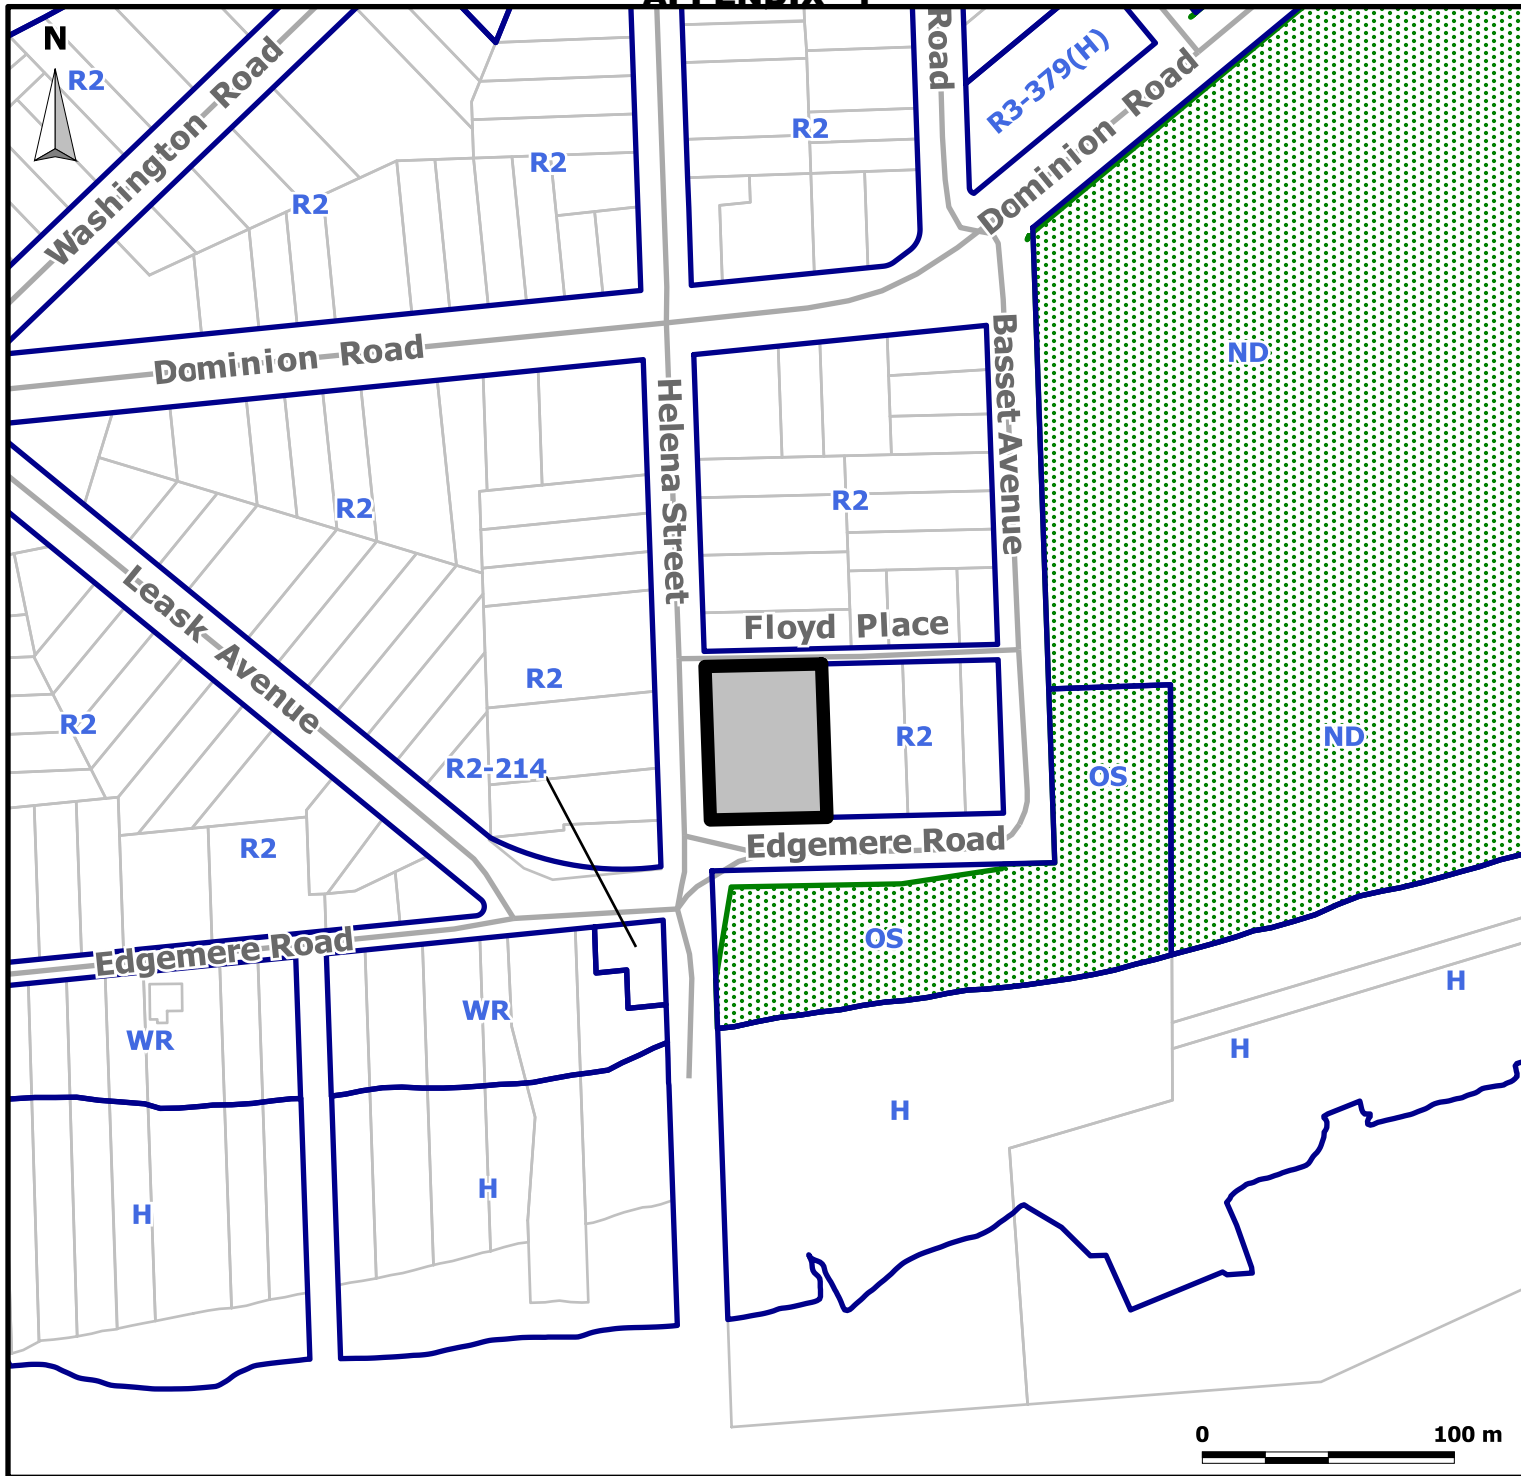 N
R2
Washington Road
R2
R2
R2
Road
R3-379(H)
Dominion Road
Dominion Road
Helena Street
Basset Avenue
ND
R2
R2
Leask Avenue
Floyd Place
R2
R2
R2
ND
R2-214
OS
Edgemere Road
R2
OS
Edgemere Road
WR
WR
H
H
H
H
H
0 100 m